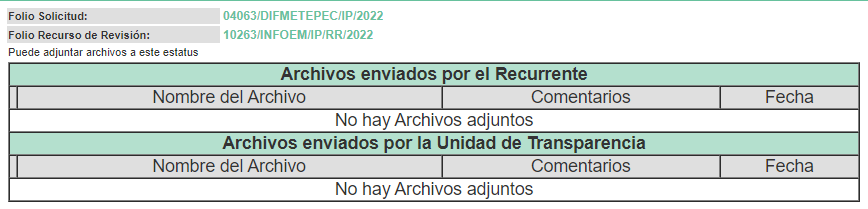 Folio Solicitud: 04063/DIFMETEPEC/IP/2022
Folio Recurso de Revisión: 10263/INFOEM/IP/RR/2022
Puede adjuntar archivos a este estatus
Archivos enviados por el Recurrente
Nombre del Archivo Comentarios Fecha
No hay Archivos adjuntos
Archivos enviados por la Unidad de Transparencia
Nombre del Archivo Comentarios Fecha
No hay Archivos adjuntos